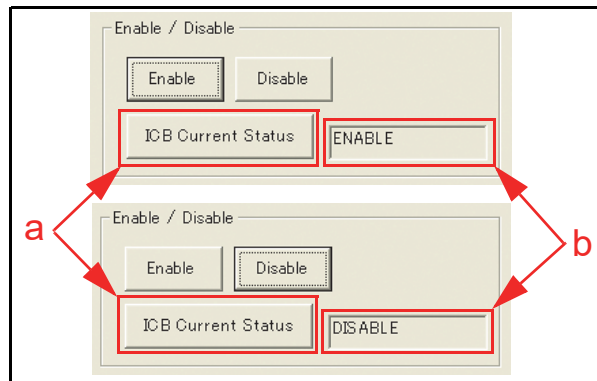 Enable / Disable
Enable Disable
ICB Current Status ENABLE
a b
Enable / Disable
Enable Disable
ICB Current Status DISABLE